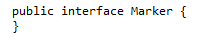 public interface Marker {
}